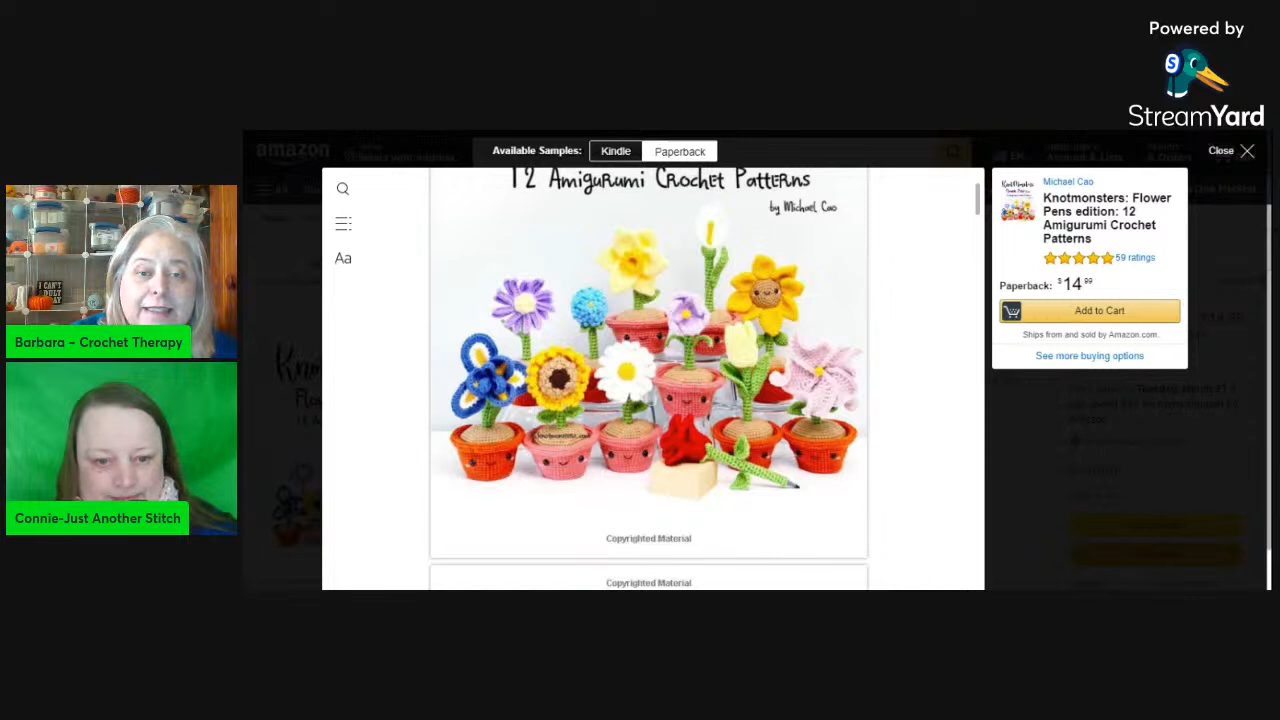 Powered by
StreamYard
amazon
Available Samples:
Kindle
Paperback
Close
12 Amigurumi Crochet Patterns
by Michael Cao
Aa
Copyrighted Material
Copyrighted Material
Michael Cao
Knotmonsters: Flower
Pens edition: 12
Amigurumi Crochet
Patterns
59 ratings
Paperback: $14 99
Add to Cart
Ships from and sold by Amazon.com.
See more buying options
I CAN'T
Barbara – Crochet Therapy
Connie-Just Another Stitch